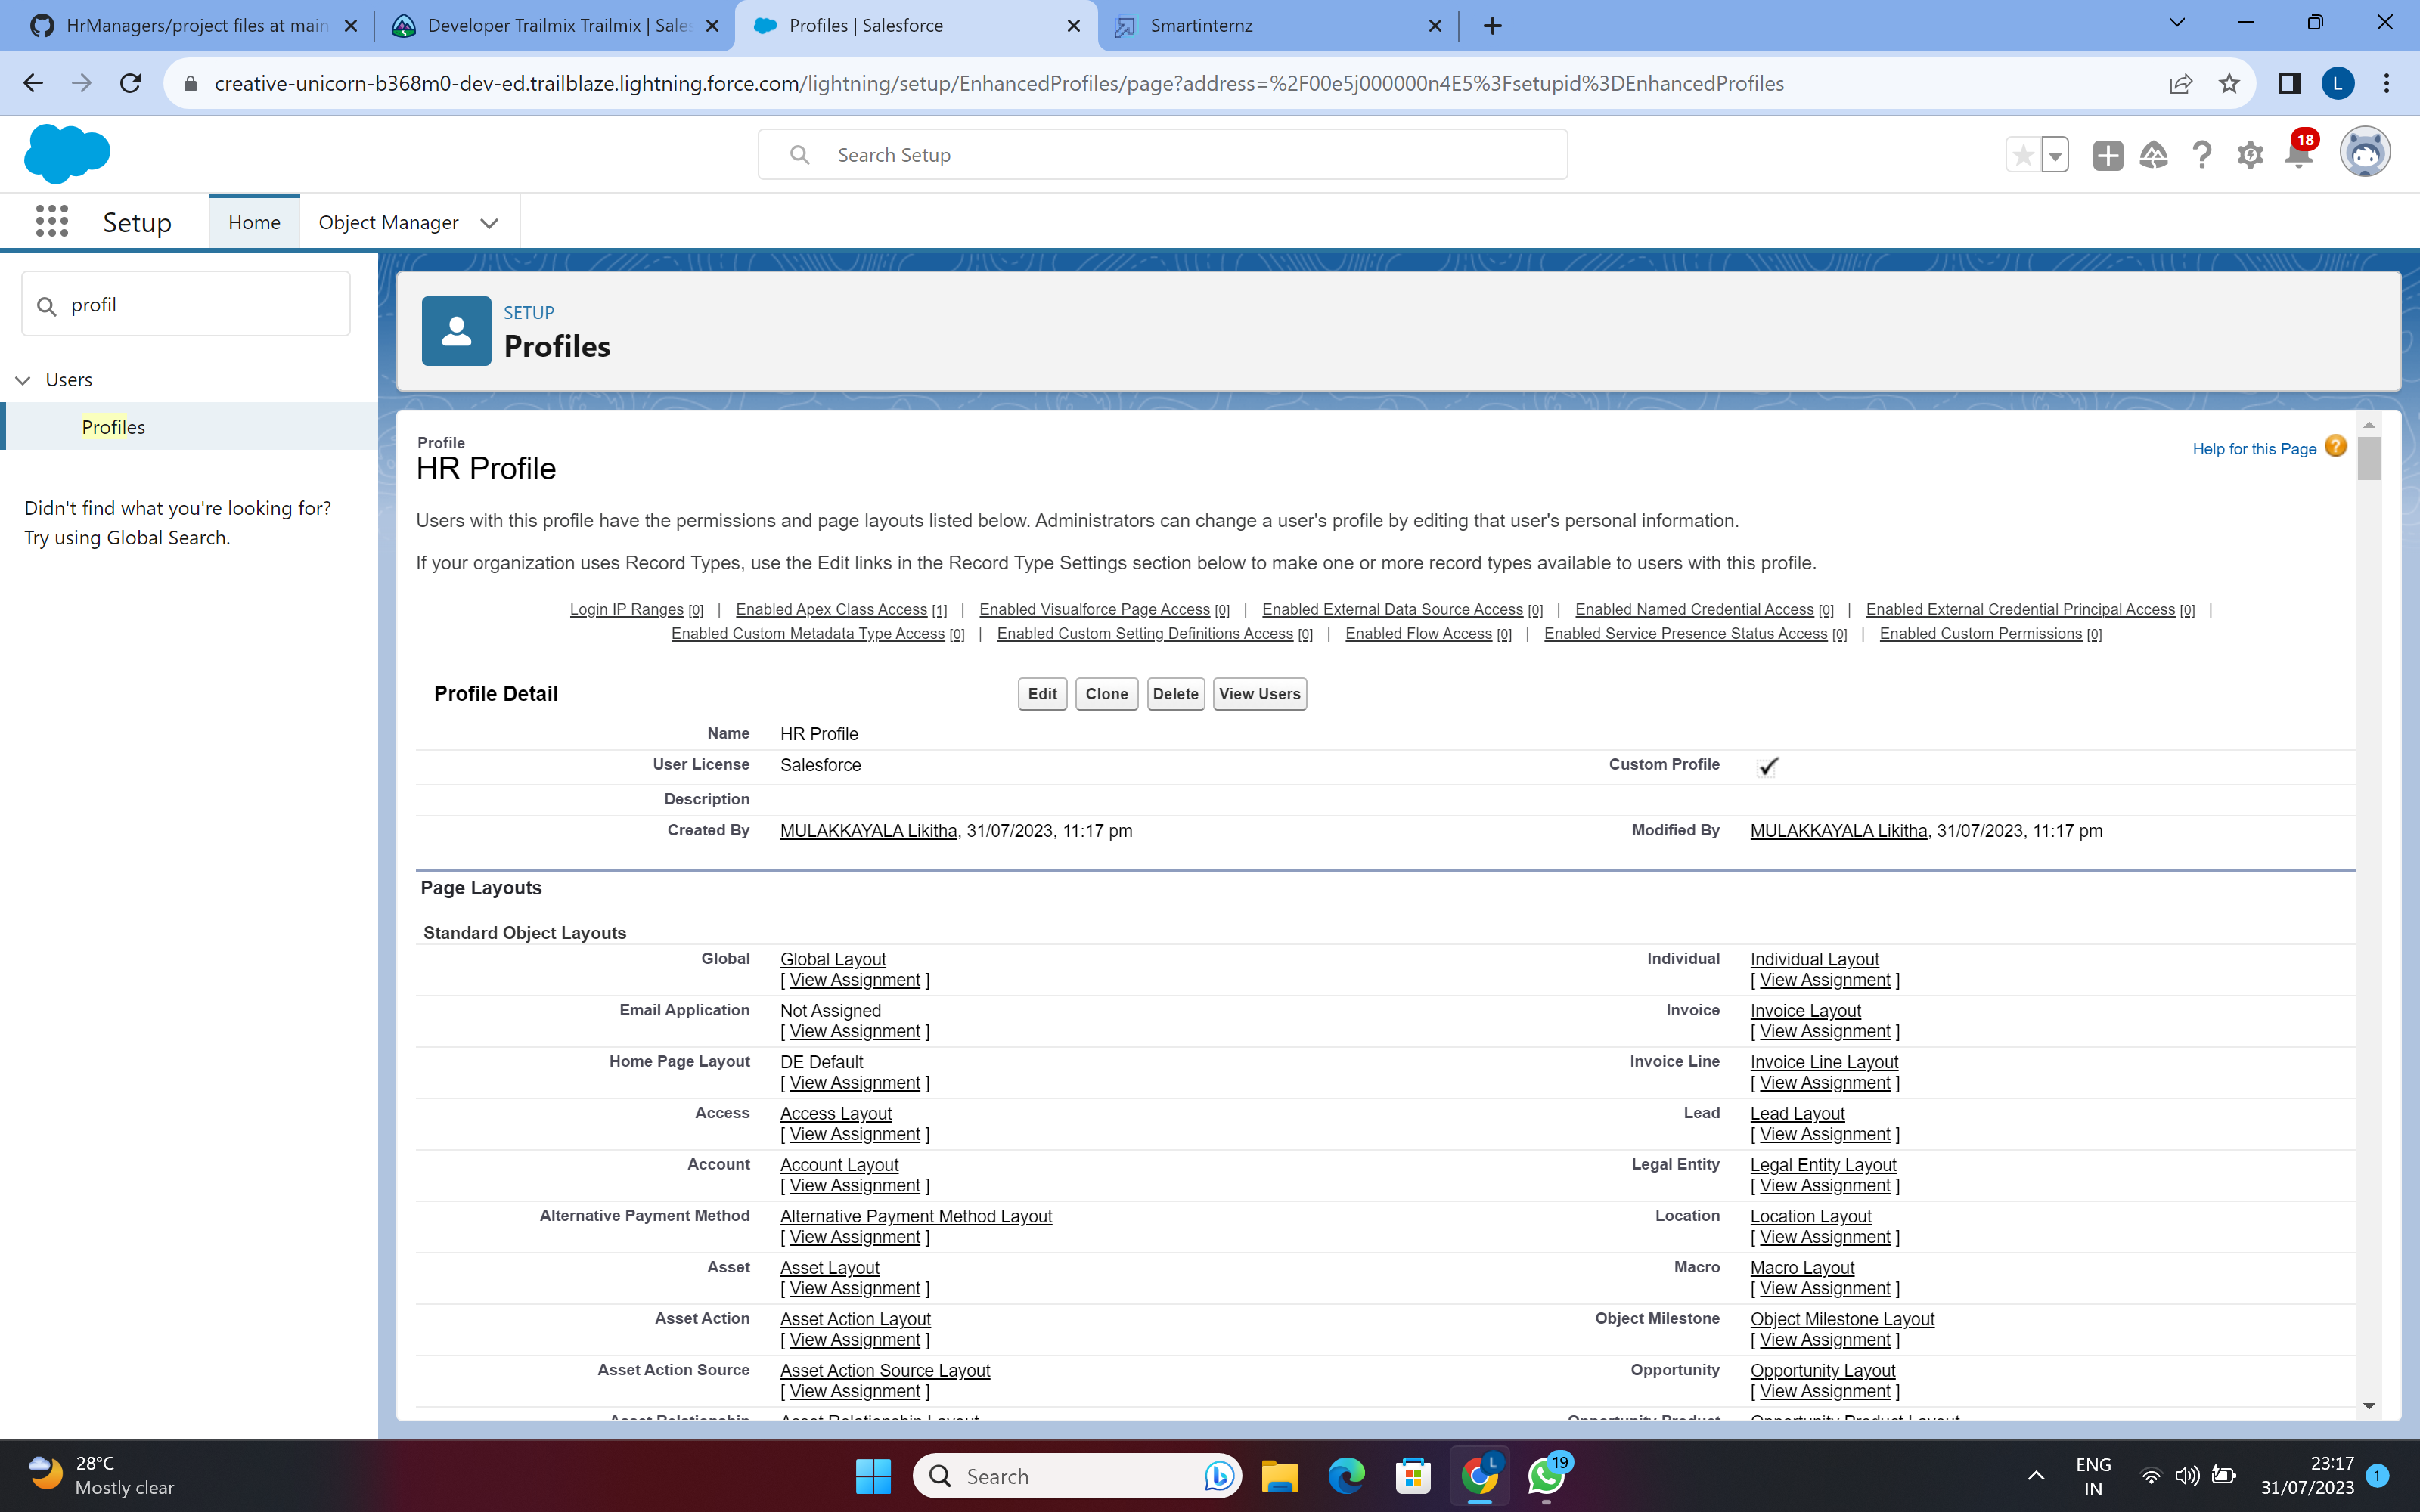 HrManagers/project files at main
Developer Trailmix Trailmix | Sales
Profiles | Salesforce
Smartinternz
creative-unicorn-b368m0-dev-ed.trailblaze.lightning.force.com/lightning/setup/EnhancedProfiles/page?address=%2F00e5j000000n4E5%3Fsetupid%3DEnhancedProfiles
L
Search Setup
18
Setup
Home
Object Manager
profil
Users
Profiles
Didn't find what you're looking for?
Try using Global Search.
SETUP
Profiles
Profile
HR Profile
Help for this Page
Users with this profile have the permissions and page layouts listed below. Administrators can change a user's profile by editing that user's personal information.
If your organization uses Record Types, use the Edit links in the Record Type Settings section below to make one or more record types available to users with this profile.
Login IP Ranges [0] | Enabled Apex Class Access [1] | Enabled Visualforce Page Access [0] | Enabled External Data Source Access [0] | Enabled Named Credential Access [0] | Enabled External Credential Principal Access [0] |
Enabled Custom Metadata Type Access [0] | Enabled Custom Setting Definitions Access [0] | Enabled Flow Access [0] | Enabled Service Presence Status Access [0] | Enabled Custom Permissions [0]
Profile Detail Edit Clone Delete View Users
Name HR Profile
User License Salesforce Custom Profile
Description
Created By MULAKKAYALA Likitha, 31/07/2023, 11:17 pm Modified By MULAKKAYALA Likitha, 31/07/2023, 11:17 pm
Page Layouts
Standard Object Layouts
Global Global Layout Individual Individual Layout
[ View Assignment ] [ View Assignment ]
Email Application Not Assigned Invoice Invoice Layout
[ View Assignment ] [ View Assignment ]
Home Page Layout DE Default Invoice Line Invoice Line Layout
[ View Assignment ] [ View Assignment ]
Access Access Layout Lead Lead Layout
[ View Assignment ] [ View Assignment ]
Account Account Layout Legal Entity Legal Entity Layout
[ View Assignment ] [ View Assignment ]
Alternative Payment Method Alternative Payment Method Layout Location Location Layout
[ View Assignment ] [ View Assignment ]
Asset Asset Layout Macro Macro Layout
[ View Assignment ] [ View Assignment ]
Asset Action Asset Action Layout Object Milestone Object Milestone Layout
[ View Assignment ] [ View Assignment ]
Asset Action Source Asset Action Source Layout Opportunity Opportunity Layout
[ View Assignment ] [ View Assignment ]
Asset Relationship Asset Relationship Layout Opportunity Product Opportunity Product Layout
28°C
Mostly clear
Search
L
19
ENG
IN
23:17
31/07/2023
1